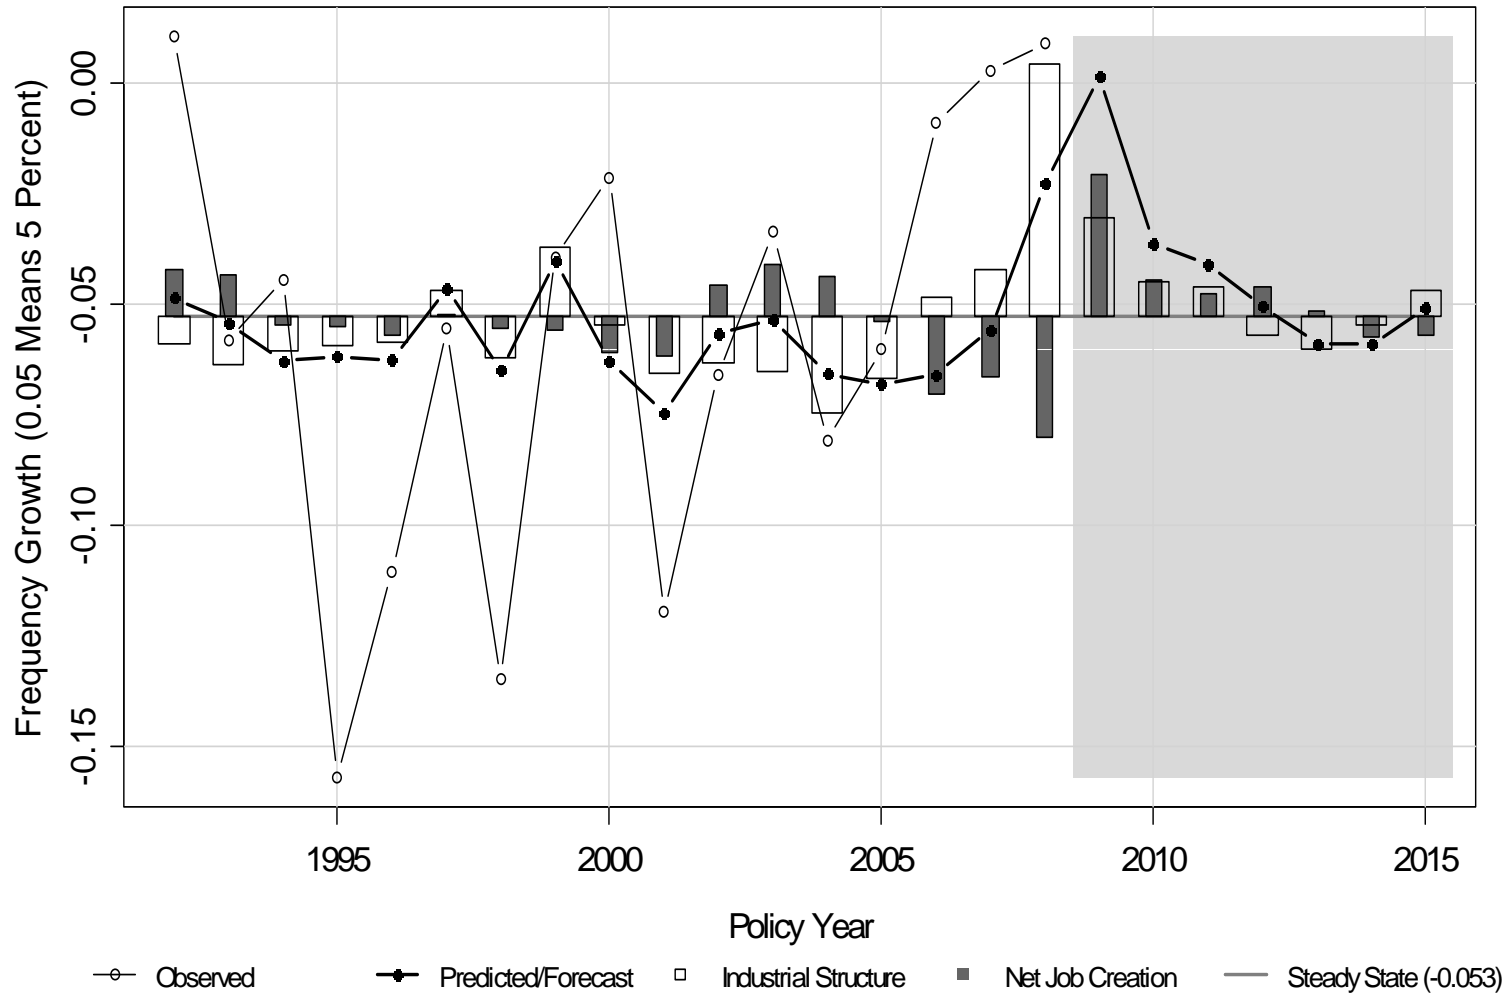 Frequency Growth (0.05 Means 5 Percent)
0.00
-0.05
-0.10
-0.15
1995 2000 2005 2010 2015
Policy Year
Observed Predicted/Forecast Industrial Structure Net Job Creation Steady State (-0.053)